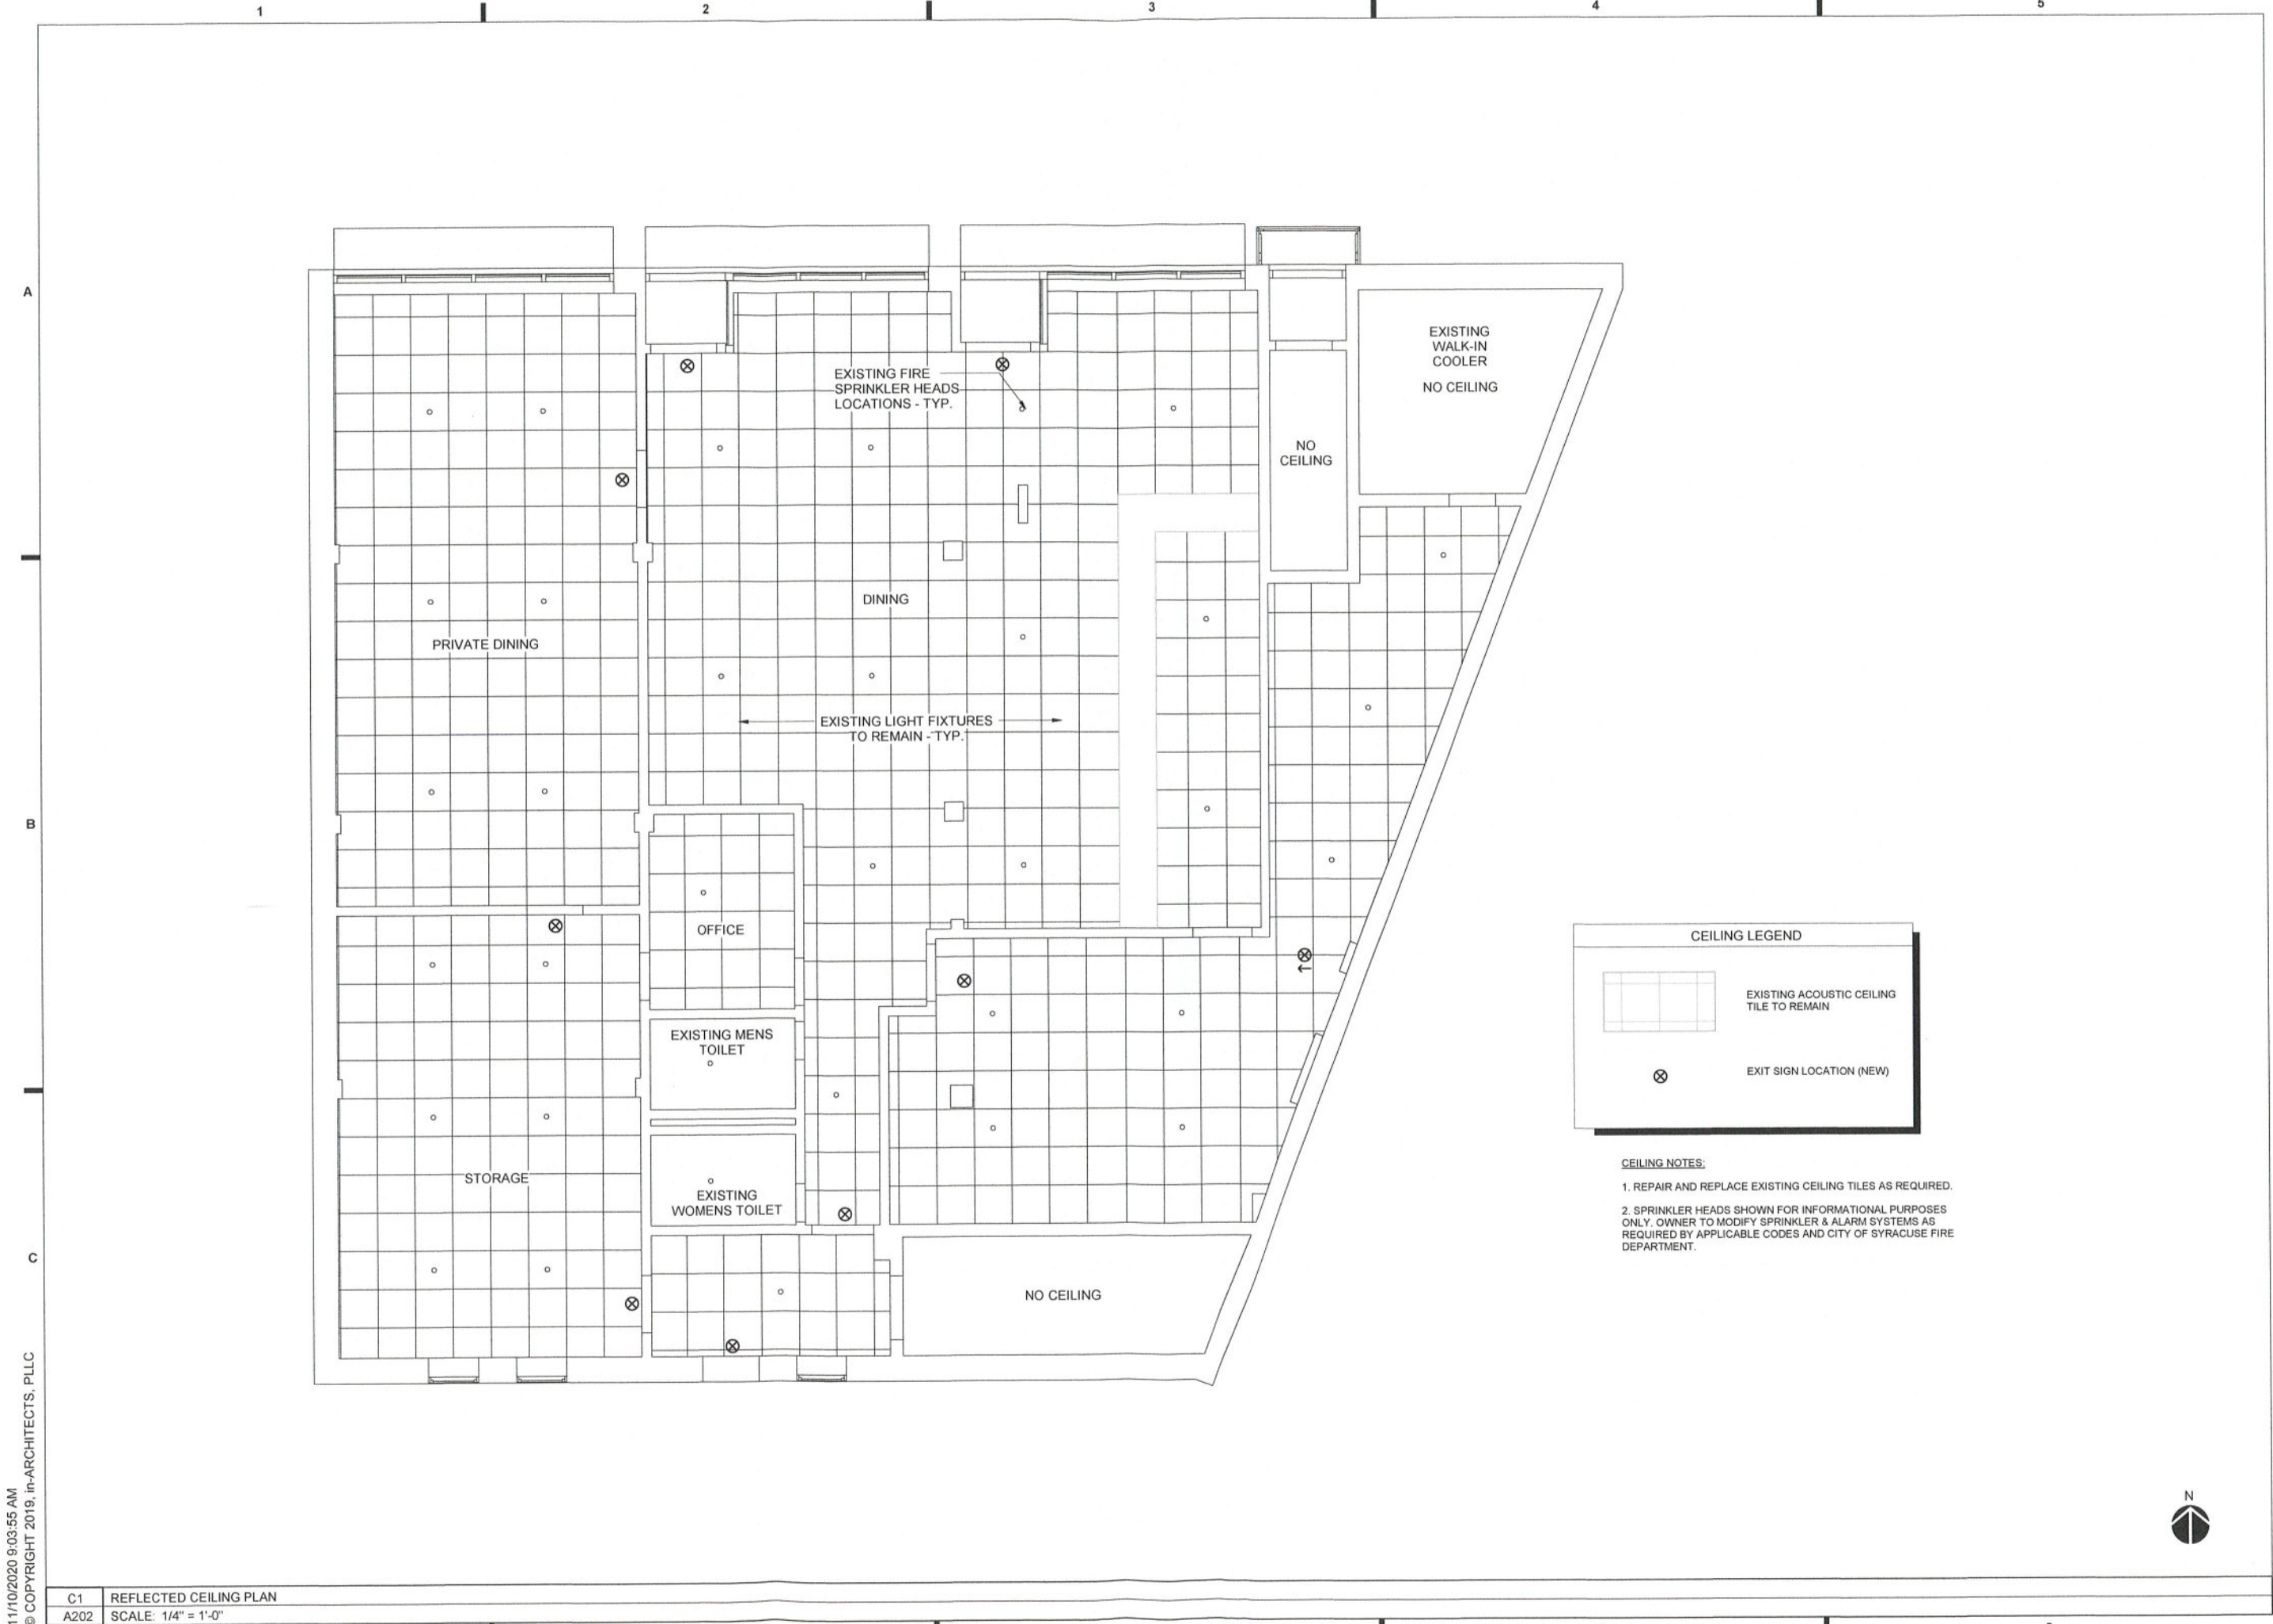 1
2
3
4
5
A
B
C
EXISTING
WALK-IN
COOLER
NO CEILING
EXISTING FIRE
SPRINKLER HEADS
LOCATIONS - TYP.
NO
CEILING
DINING
PRIVATE DINING
EXISTING LIGHT FIXTURES
TO REMAIN - TYP.
OFFICE
EXISTING MENS
TOILET
STORAGE
EXISTING
WOMENS TOILET
NO CEILING
CEILING LEGEND
EXISTING ACOUSTIC CEILING
TILE TO REMAIN
EXIT SIGN LOCATION (NEW)
CEILING NOTES:
1. REPAIR AND REPLACE EXISTING CEILING TILES AS REQUIRED.
2. SPRINKLER HEADS SHOWN FOR INFORMATIONAL PURPOSES
ONLY. OWNER TO MODIFY SPRINKLER & ALARM SYSTEMS AS
REQUIRED BY APPLICABLE CODES AND CITY OF SYRACUSE FIRE
DEPARTMENT.
N
11/10/2020 9:03:55 AM
© COPYRIGHT 2019, in-ARCHITECTS, PLLC
C1 REFLECTED CEILING PLAN
A202 SCALE: 1/4" = 1'-0"